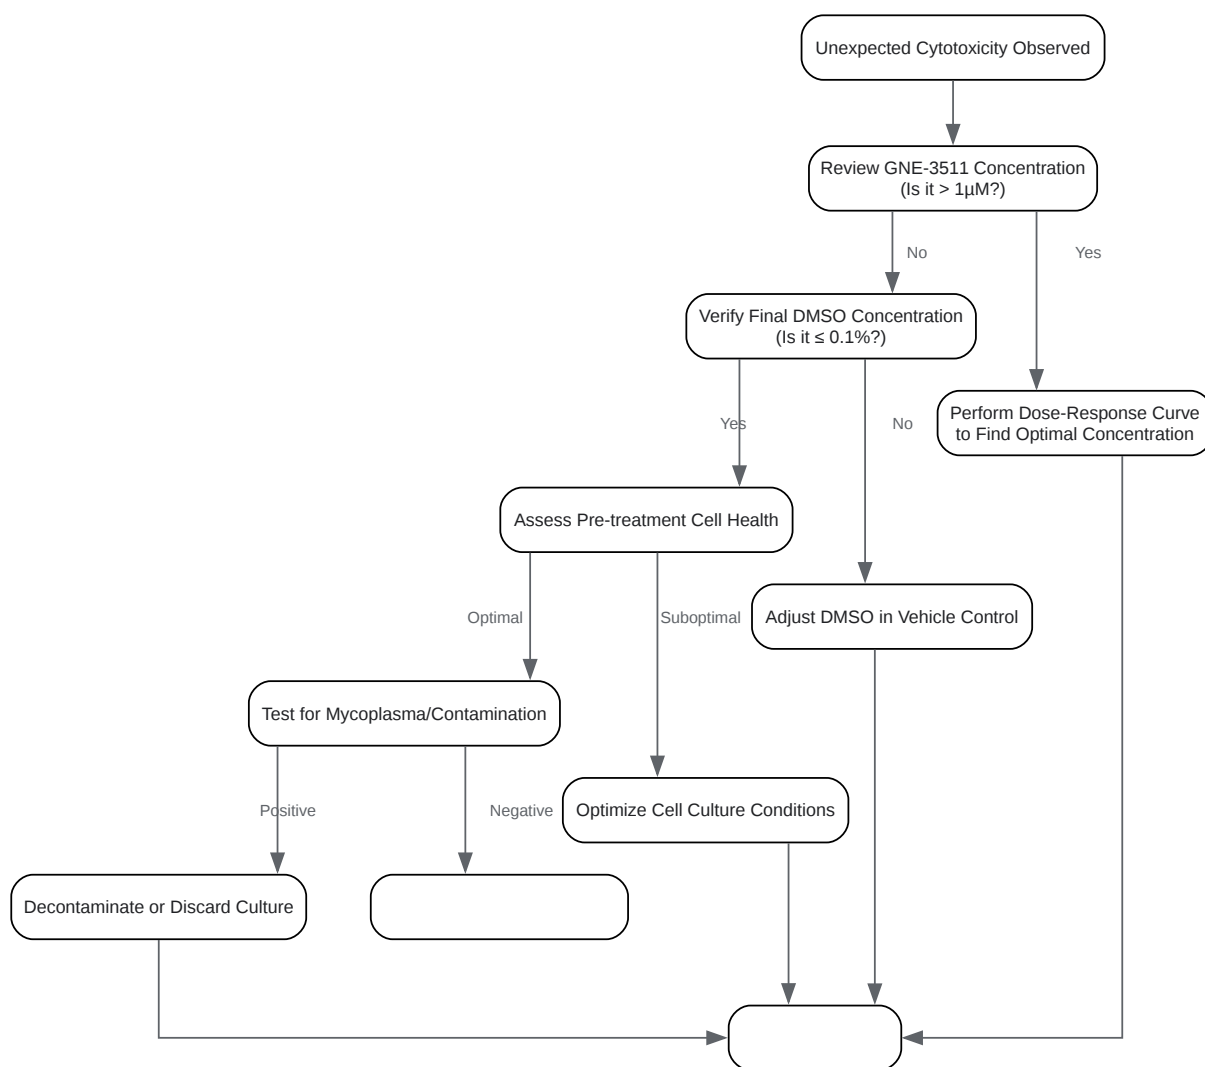 Unexpected Cytotoxicity Observed
Review GNE-3511 Concentration
(Is it > 1µM?)
No
Yes
Verify Final DMSO Concentration
(Is it ≤ 0.1%?)
Yes
No
Perform Dose-Response Curve
to Find Optimal Concentration
Assess Pre-treatment Cell Health
Optimal
Suboptimal
Adjust DMSO in Vehicle Control
Test for Mycoplasma/Contamination
Positive
Negative
Optimize Cell Culture Conditions
Decontaminate or Discard Culture